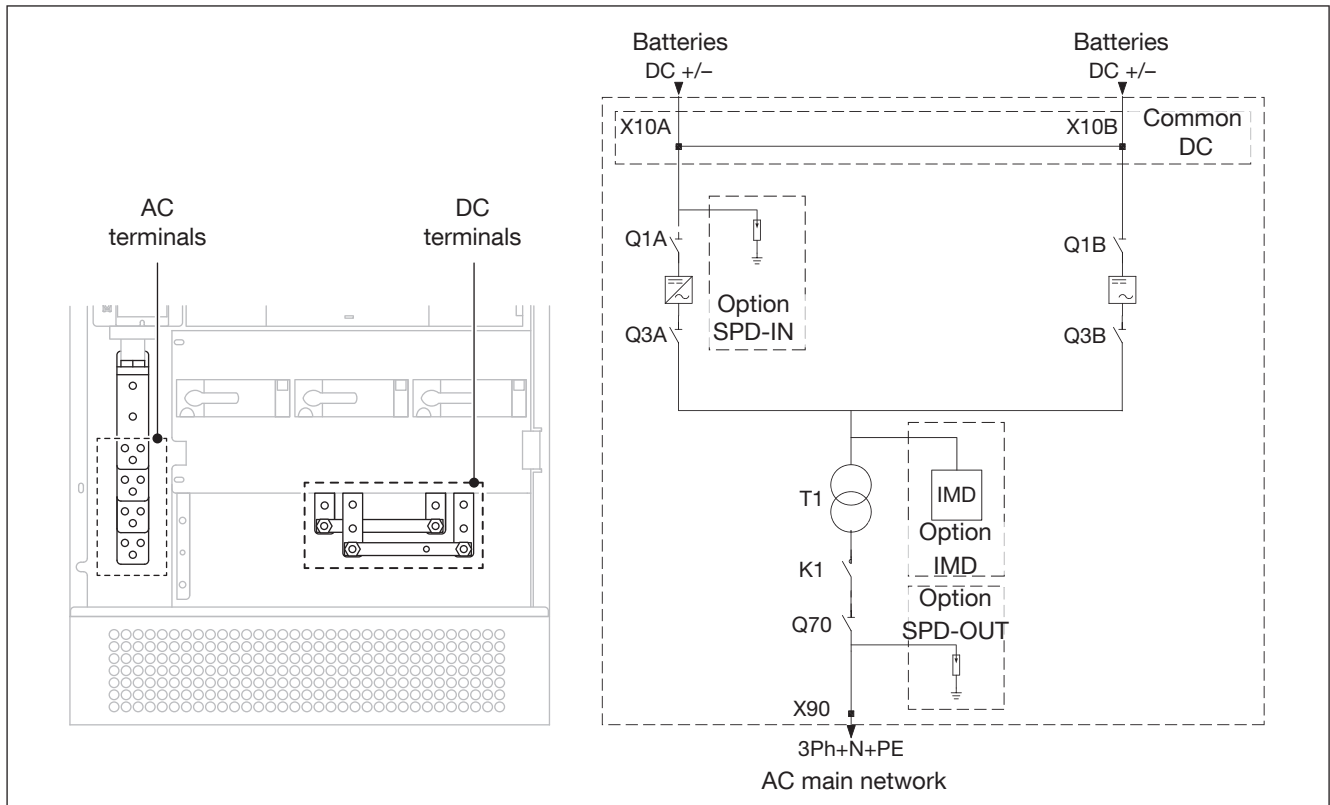 AC
terminals
DC
terminals
Batteries
DC +/–
Batteries
DC +/–
X10A
X10B
Common
DC
Q1A
Option
SPD-IN
Q3A
Q1B
Q3B
T1
IMD
Option
IMD
K1
Option
SPD-OUT
Q70
X90
3Ph+N+PE
AC main network